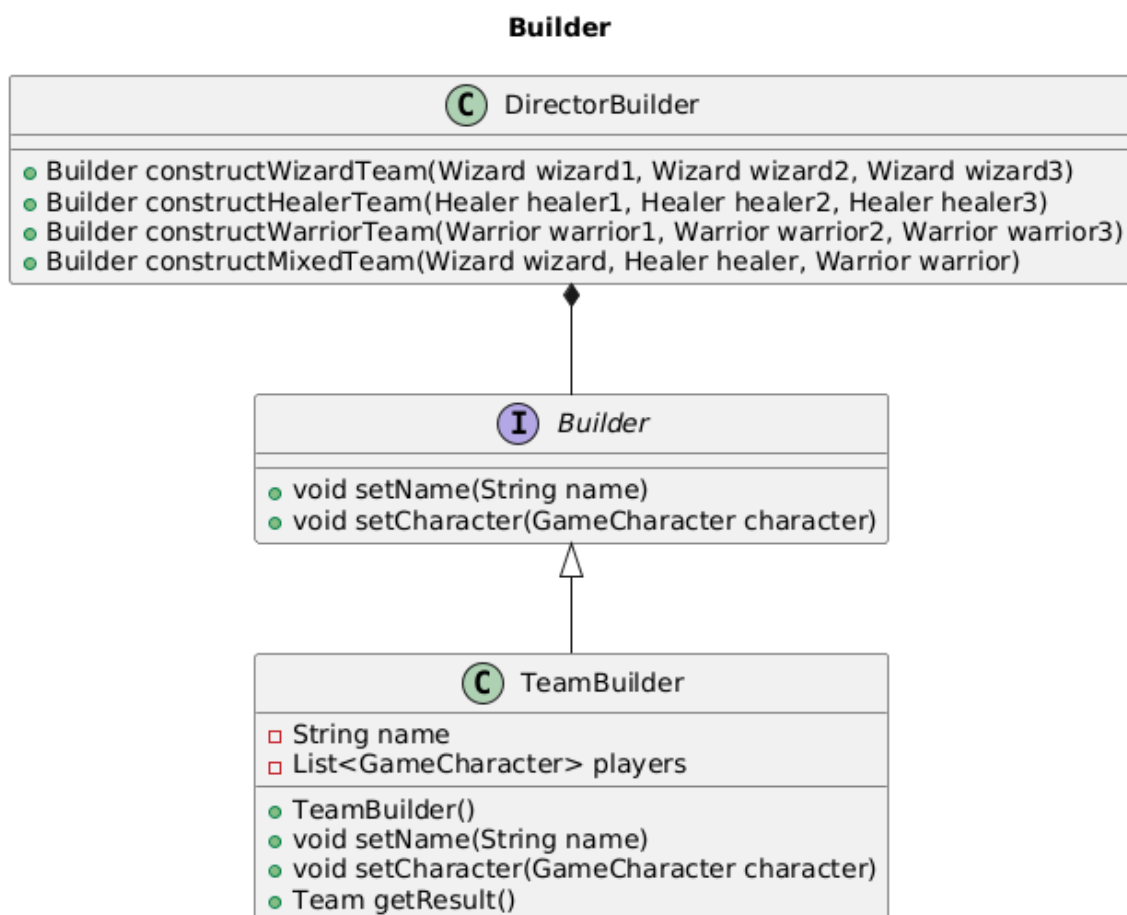 Builder
C DirectorBuilder
Builder constructWizardTeam(Wizard wizard1, Wizard wizard2, Wizard wizard3)
Builder constructHealerTeam(Healer healer1, Healer healer2, Healer healer3)
Builder constructWarriorTeam(Warrior warrior1, Warrior warrior2, Warrior warrior3)
Builder constructMixedTeam(Wizard wizard, Healer healer, Warrior warrior)
I Builder
void setName(String name)
void setCharacter(GameCharacter character)
C TeamBuilder
String name
List<GameCharacter> players
TeamBuilder()
void setName(String name)
void setCharacter(GameCharacter character)
Team getResult()